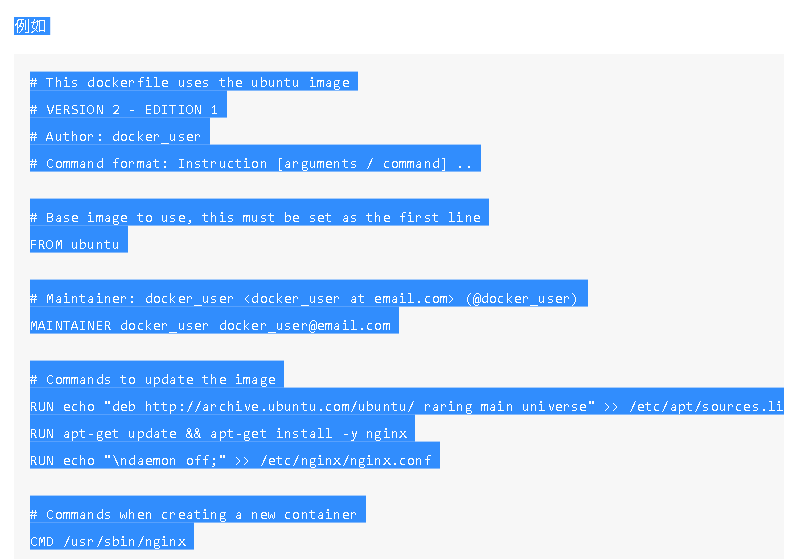 例如
# This dockerfile uses the ubuntu image
# VERSION 2 - EDITION 1
# Author: docker_user
# Command format: Instruction [arguments / command] ..
# Base image to use, this must be set as the first line
FROM ubuntu
# Maintainer: docker_user <docker_user at email.com> (@docker_user)
MAINTAINER docker_user docker_user@email.com
# Commands to update the image
RUN echo "deb http://archive.ubuntu.com/ubuntu/ raring main universe" >> /etc/apt/sources.li
RUN apt-get update && apt-get install -y nginx
RUN echo "\ndaemon off;" >> /etc/nginx/nginx.conf
# Commands when creating a new container
CMD /usr/sbin/nginx